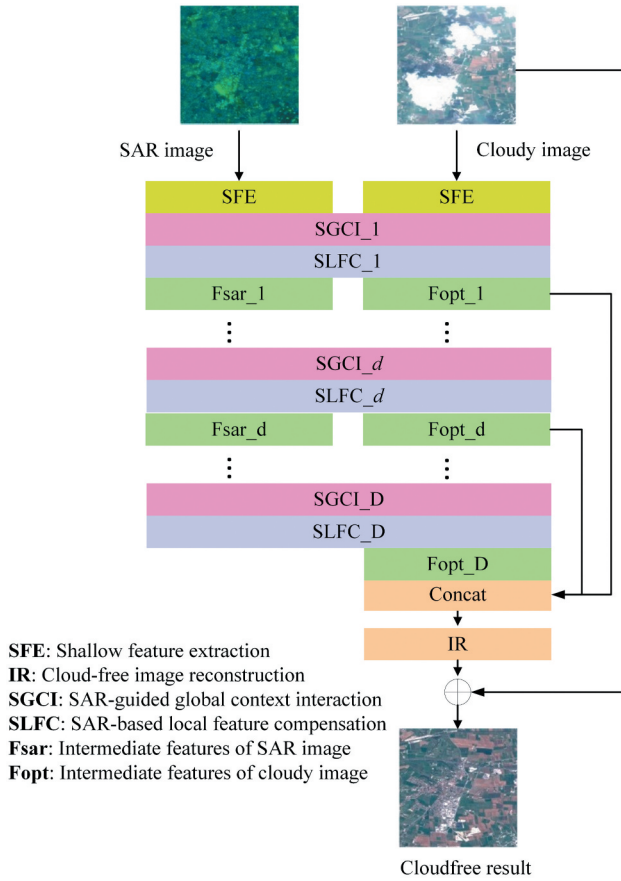 SAR image
Cloudy image
SFE
SFE
SGCI_1
SLFC_1
Fsar_1
Fopt_1
SGCI_d
SLFC_d
Fsar_d
Fopt_d
SGCI_D
SLFC_D
Fopt_D
Concat
IR
SFE: Shallow feature extraction
IR: Cloud-free image reconstruction
SGCI: SAR-guided global context interaction
SLFC: SAR-based local feature compensation
Fsar: Intermediate features of SAR image
Fopt: Intermediate features of cloudy image
Cloudfree result